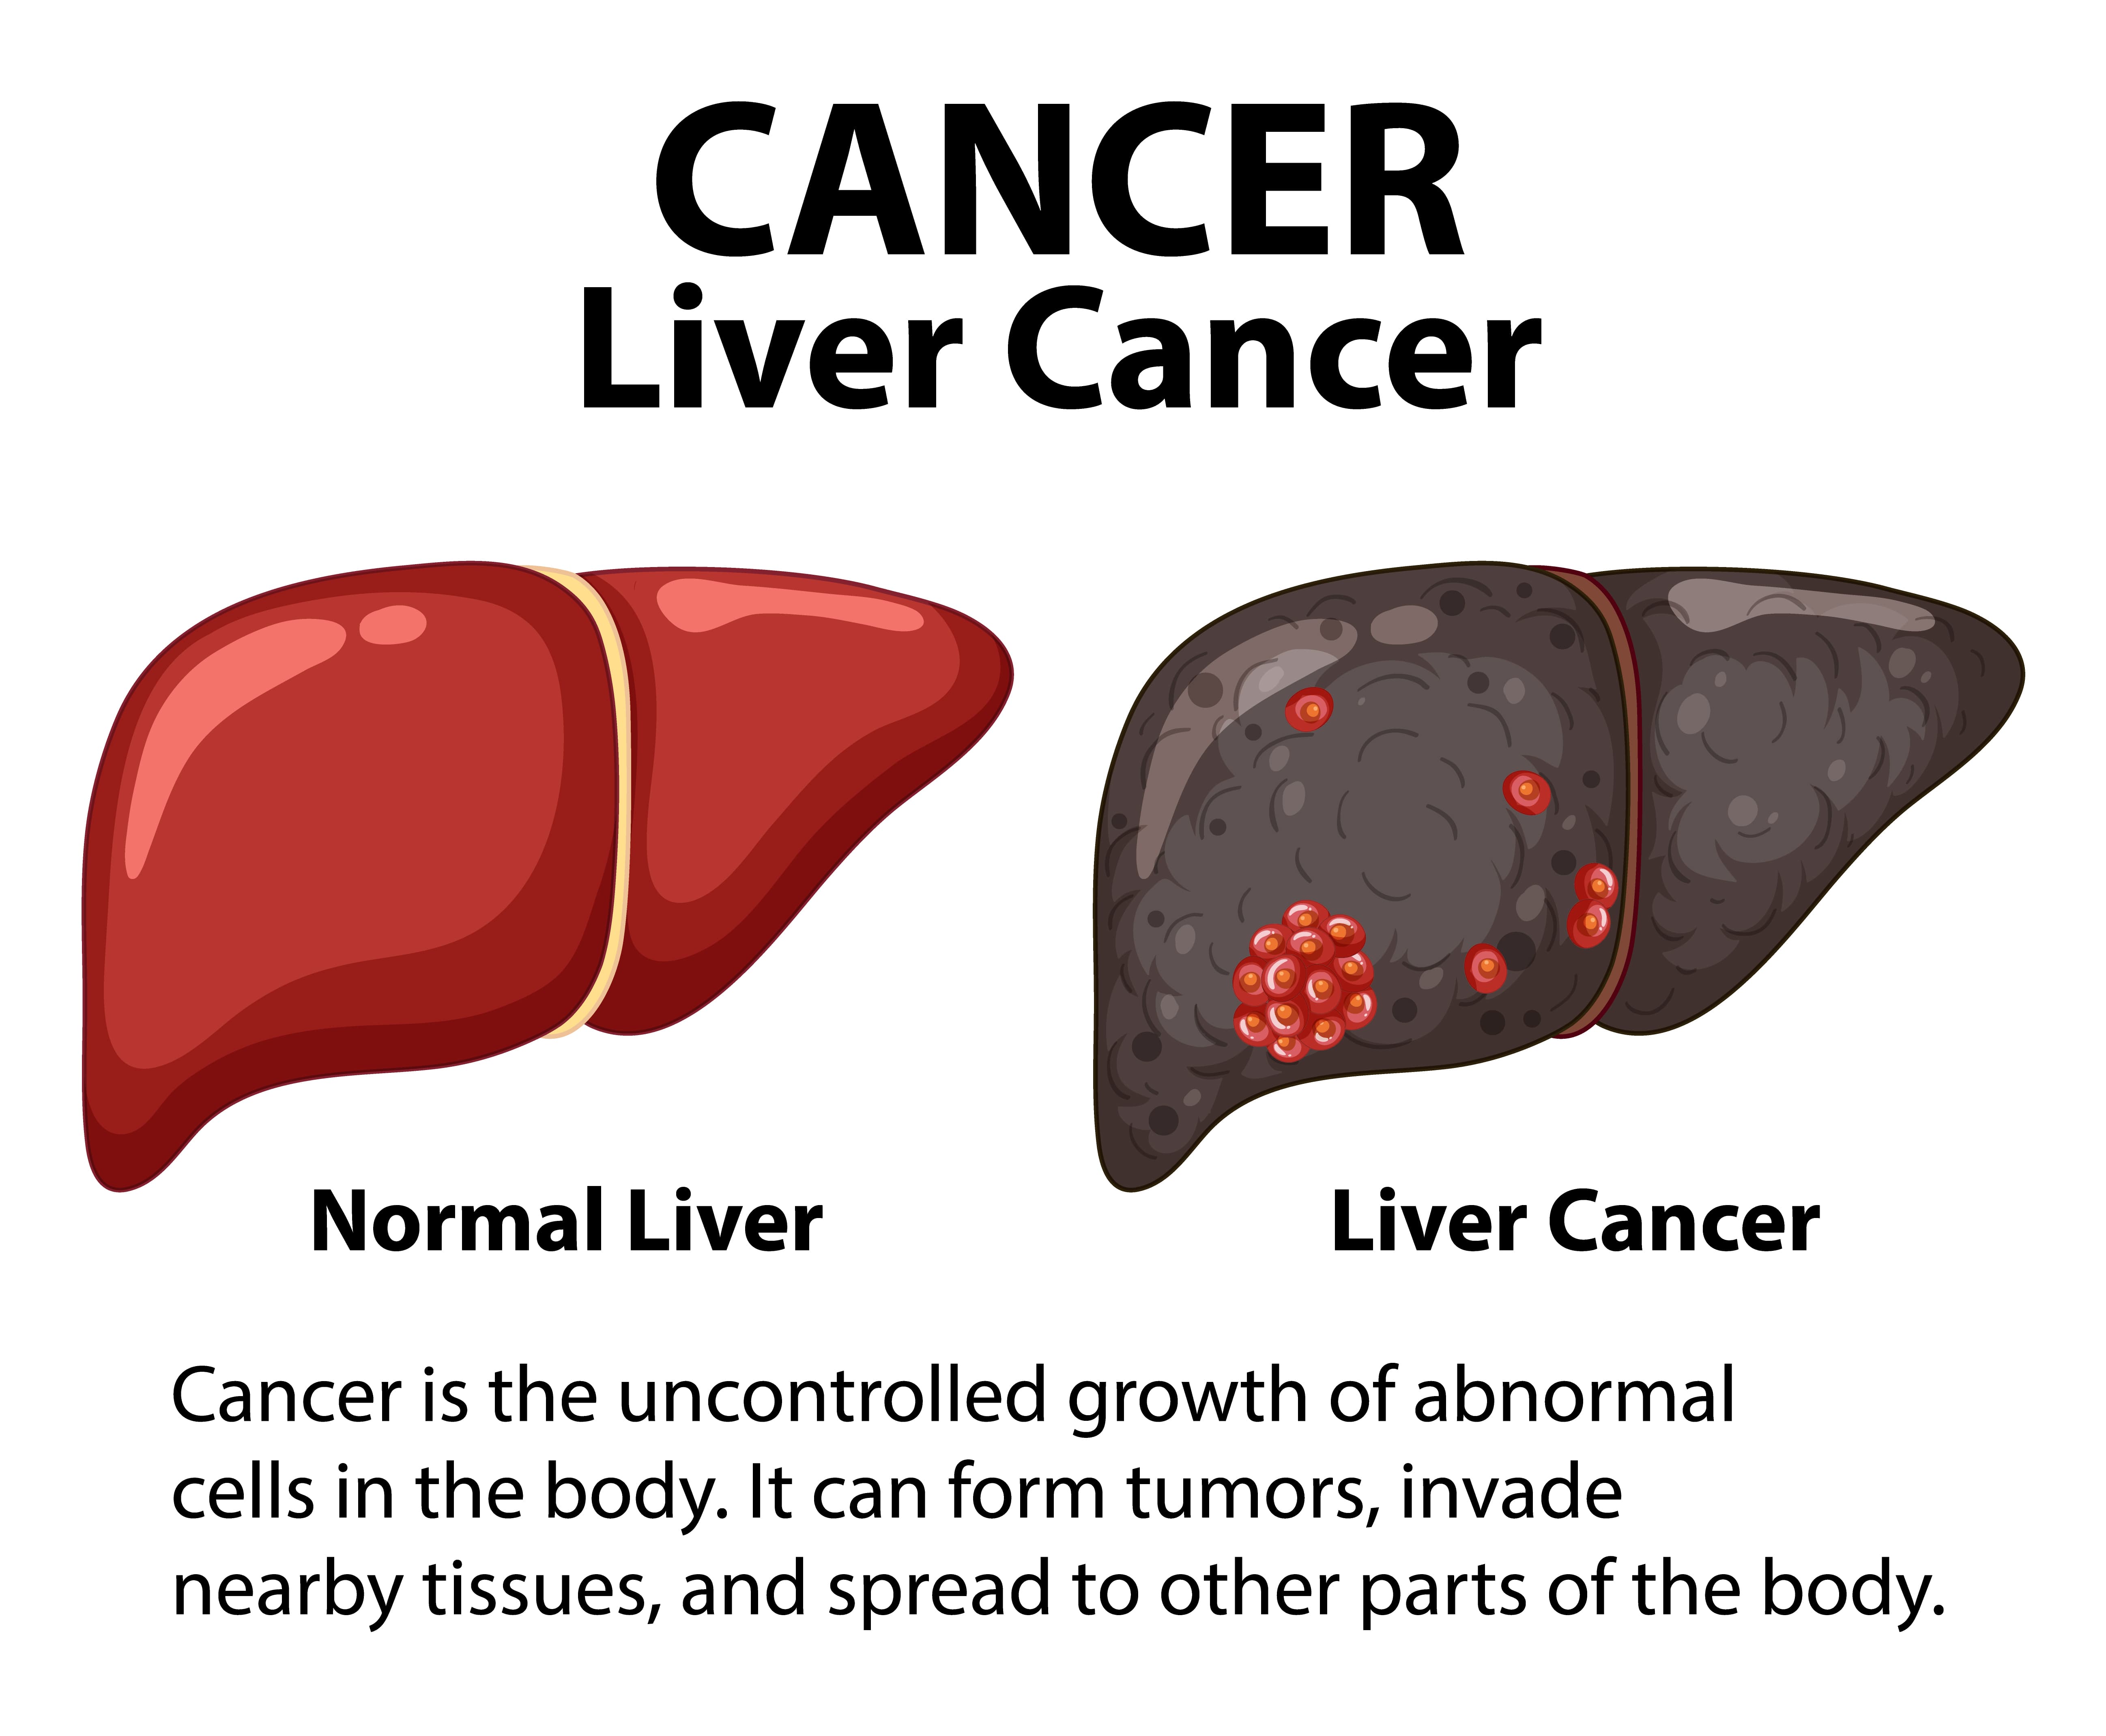 CANCER
Liver Cancer
Normal Liver
Liver Cancer
Cancer is the uncontrolled growth of abnormal
cells in the body. It can form tumors, invade
nearby tissues, and spread to other parts of the body.